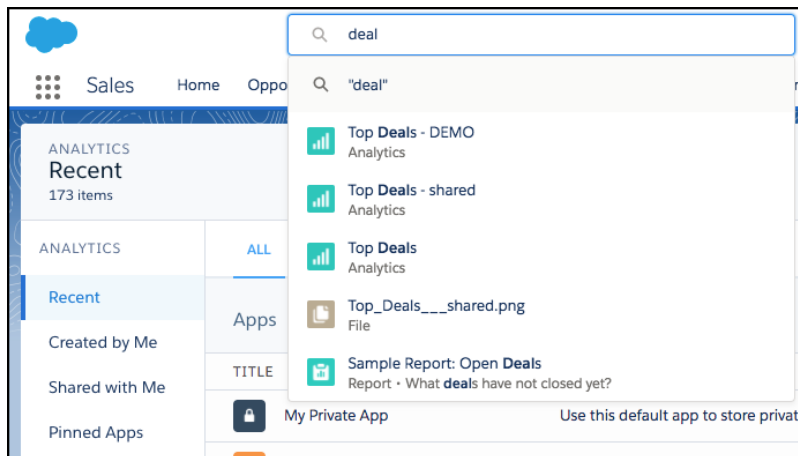 deal
Sales
Home
Oppo
"deal"
Top Deals - DEMO
Analytics
Top Deals - shared
Analytics
Top Deals
Analytics
Top_Deals___shared.png
File
Sample Report: Open Deals
Report • What deals have not closed yet?
ANALYTICS
Recent
173 items
ANALYTICS
Recent
Created by Me
Shared with Me
Pinned Apps
ALL
Apps
TITLE
My Private App
Use this default app to store privat